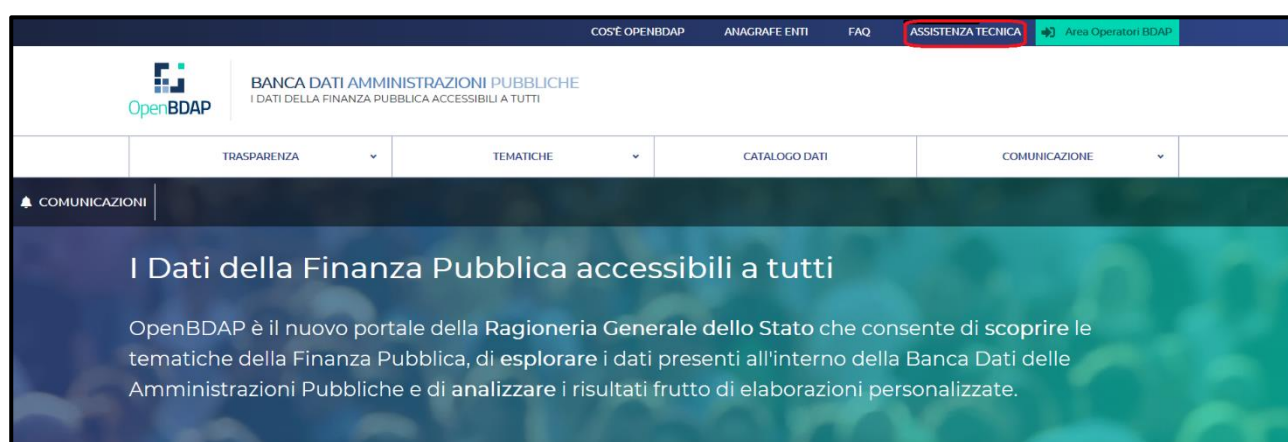 COS'È OPENBDAP ANAGRAFE ENTI FAQ ASSISTENZA TECNICA Area Operatori BDAP
OpenBDAP
BANCA DATI AMMINISTRAZIONI PUBBLICHE
I DATI DELLA FINANZA PUBBLICA ACCESSIBILI A TUTTI
TRASPARENZA TEMATICHE CATALOGO DATI COMUNICAZIONE
COMUNICAZIONI
I Dati della Finanza Pubblica accessibili a tutti
OpenBDAP è il nuovo portale della Ragioneria Generale dello Stato che consente di scoprire le
tematiche della Finanza Pubblica, di esplorare i dati presenti all'interno della Banca Dati delle
Amministrazioni Pubbliche e di analizzare i risultati frutto di elaborazioni personalizzate.